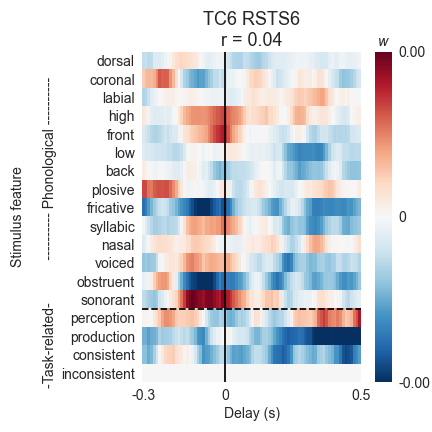 TC6 RSTS6
r = 0.04
w
dorsal
coronal
labial
high
front
low
back
plosive
fricative
syllabic
nasal
voiced
obstruent
sonorant
perception
production
consistent
inconsistent
Stimulus feature
-Task-related-
---------- Phonological ----------
-0.3
0
0.5
Delay (s)
0.00
0
-0.00